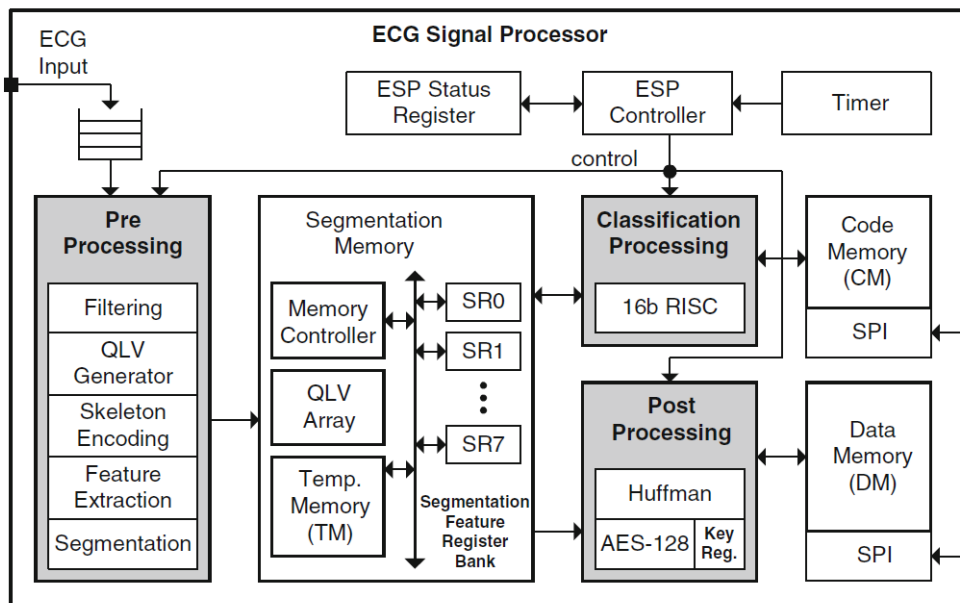 ECG Signal Processor
ECG
Input
ESP Status
Register
ESP
Controller
Timer
control
Pre
Processing
Filtering
QLV
Generator
Skeleton
Encoding
Feature
Extraction
Segmentation
Segmentation
Memory
Memory
Controller
QLV
Array
Temp.
Memory
(TM)
SR0
SR1
SR7
Segmentation
Feature
Register
Bank
Classification
Processing
16b RISC
Code
Memory
(CM)
SPI
Post
Processing
Huffman
AES-128
Key
Reg.
Data
Memory
(DM)
SPI